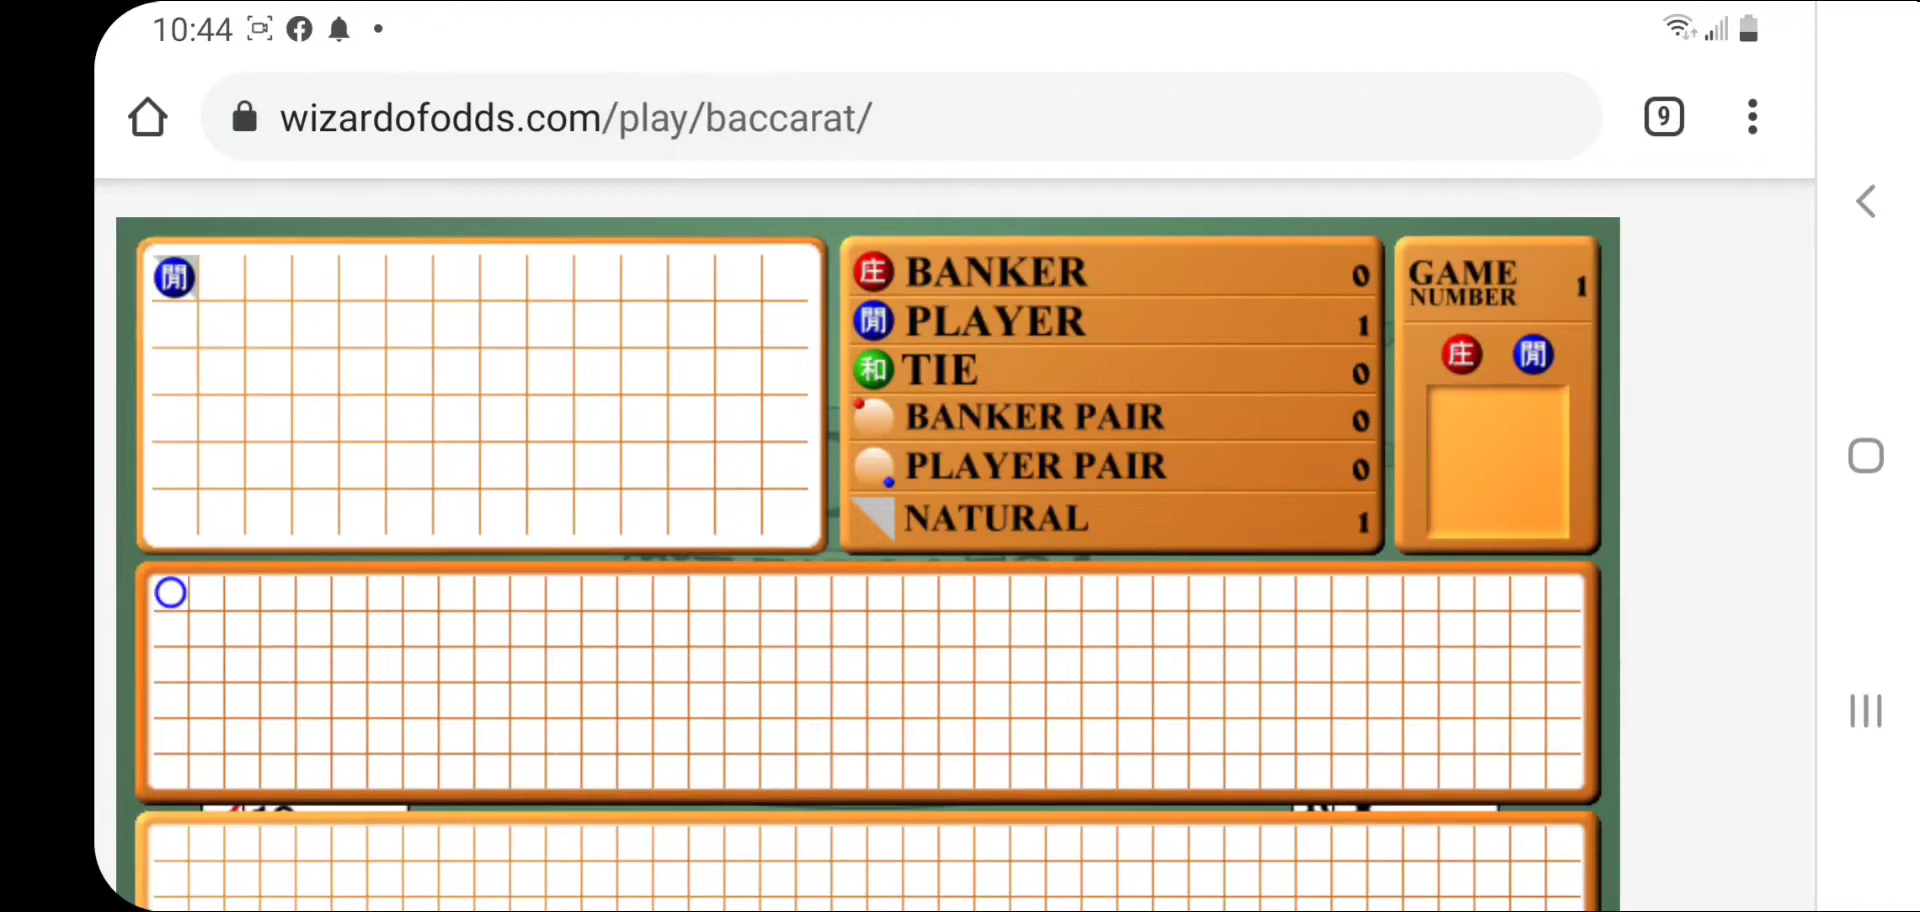 10:44
wizardofodds.com/play/baccarat/
9
閒
庄 BANKER 0
閒 PLAYER 1
和 TIE 0
BANKER PAIR 0
PLAYER PAIR 0
NATURAL 1
GAME NUMBER 1
庄 閒